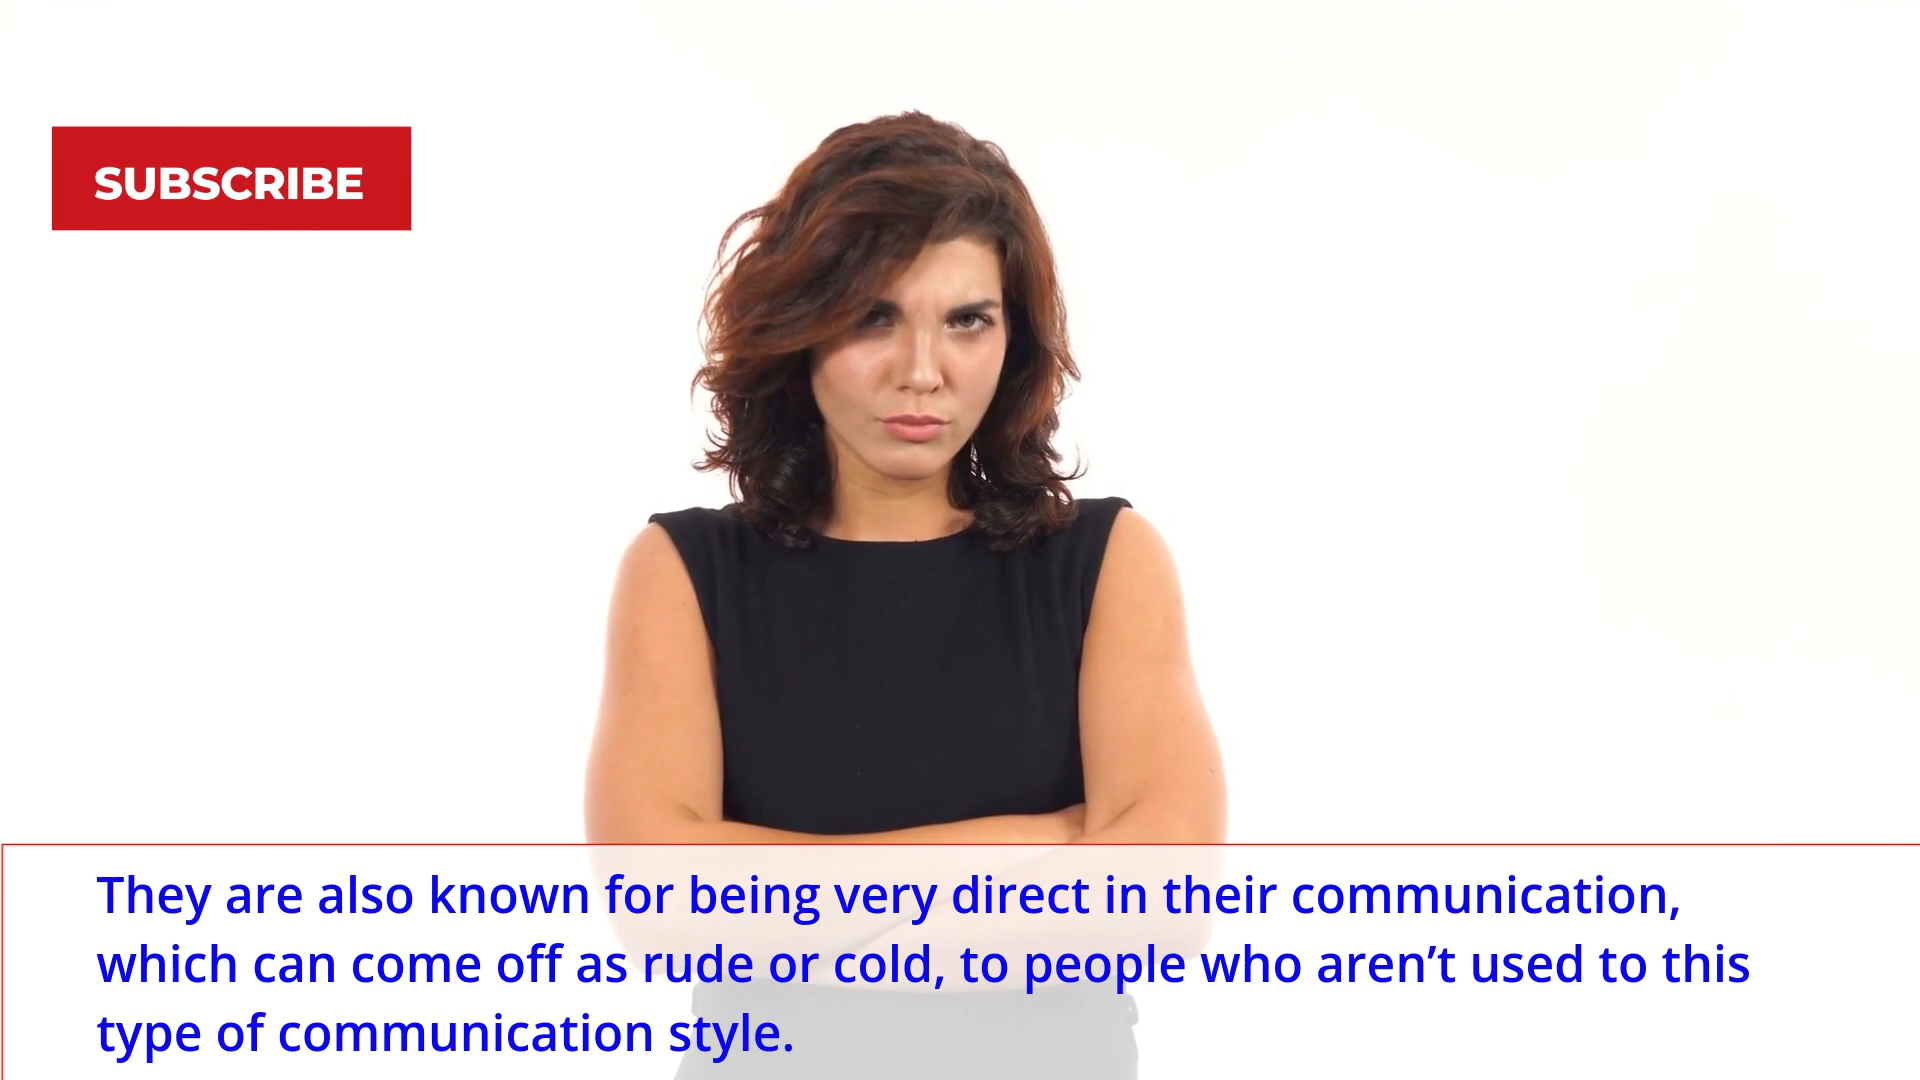 SUBSCRIBE
They are also known for being very direct in their communication,
which can come off as rude or cold, to people who aren’t used to this
type of communication style.